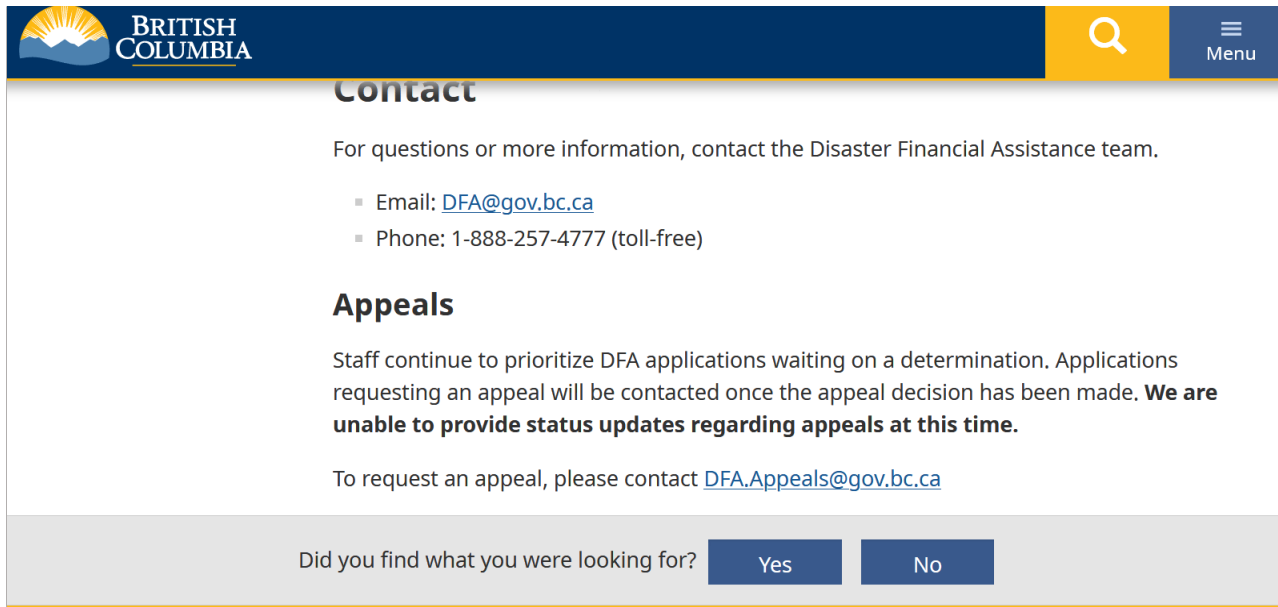 BRITISH
COLUMBIA
Menu
Contact
For questions or more information, contact the Disaster Financial Assistance team.
Email: DFA@gov.bc.ca
Phone: 1-888-257-4777 (toll-free)
Appeals
Staff continue to prioritize DFA applications waiting on a determination. Applications
requesting an appeal will be contacted once the appeal decision has been made. We are
unable to provide status updates regarding appeals at this time.
To request an appeal, please contact DFA.Appeals@gov.bc.ca
Did you find what you were looking for?
Yes
No